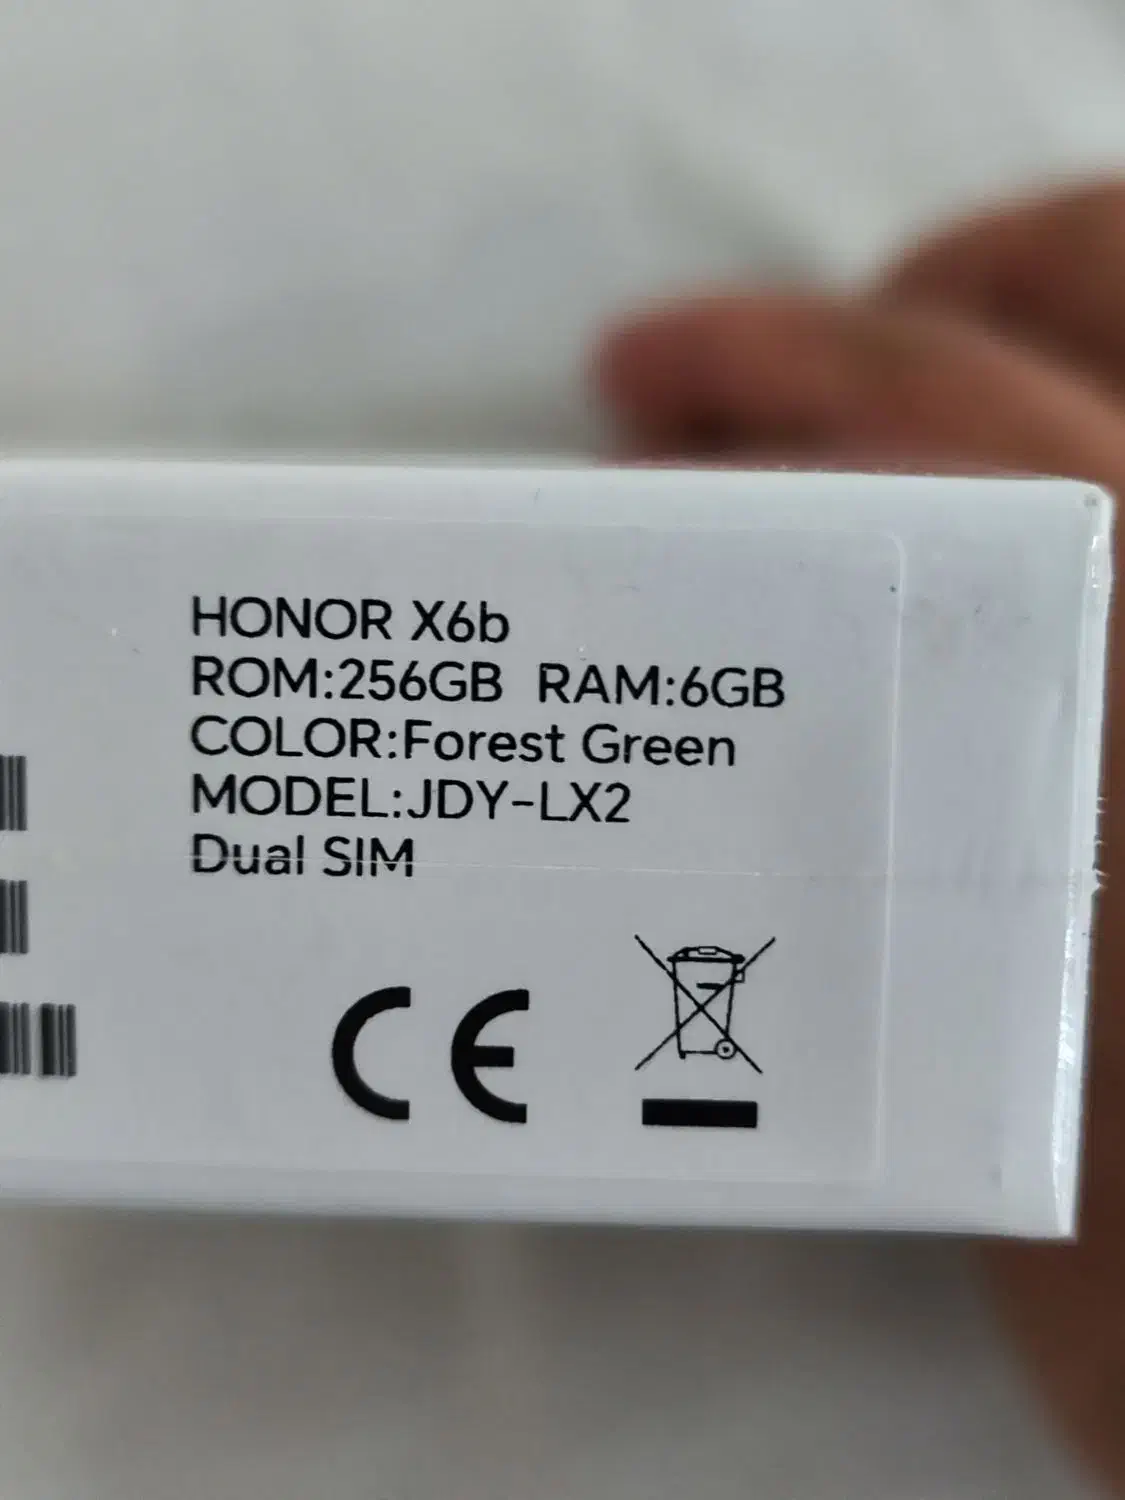 HONOR X6b
ROM:256GB RAM:6GB
COLOR:Forest Green
MODEL:JDY-LX2
Dual SIM
CE